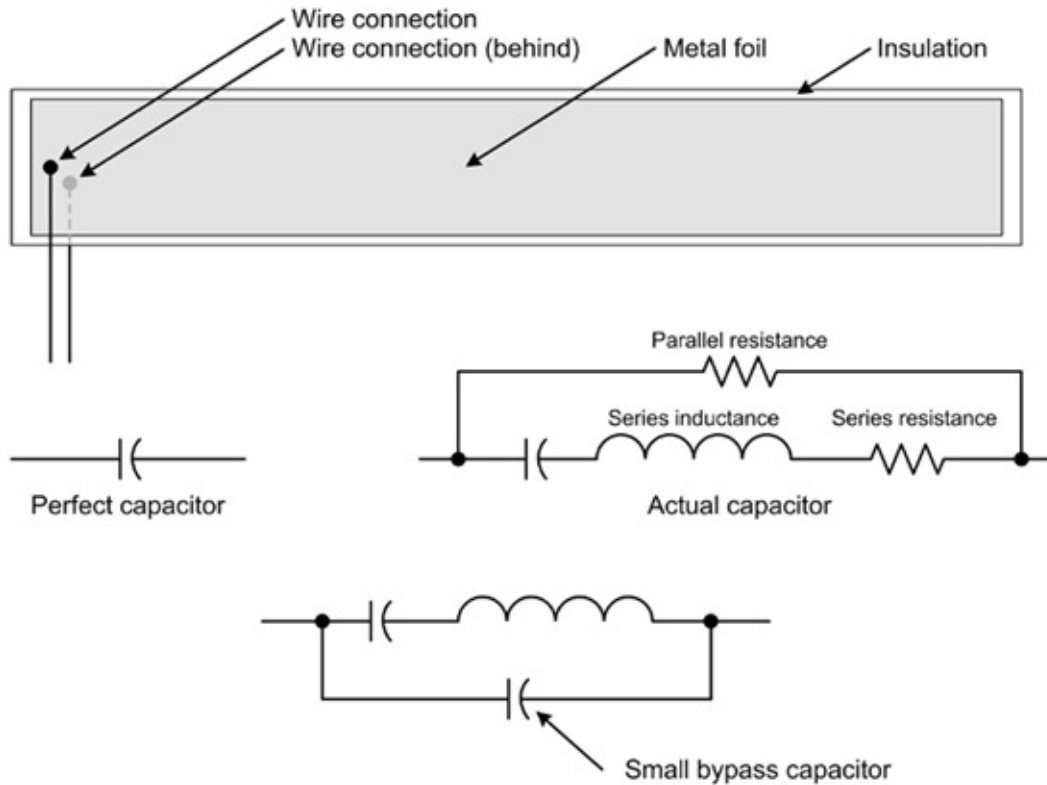 Wire connection
Wire connection (behind)
Metal foil
Insulation
Parallel resistance
Series inductance
Series resistance
Perfect capacitor
Actual capacitor
Small bypass capacitor